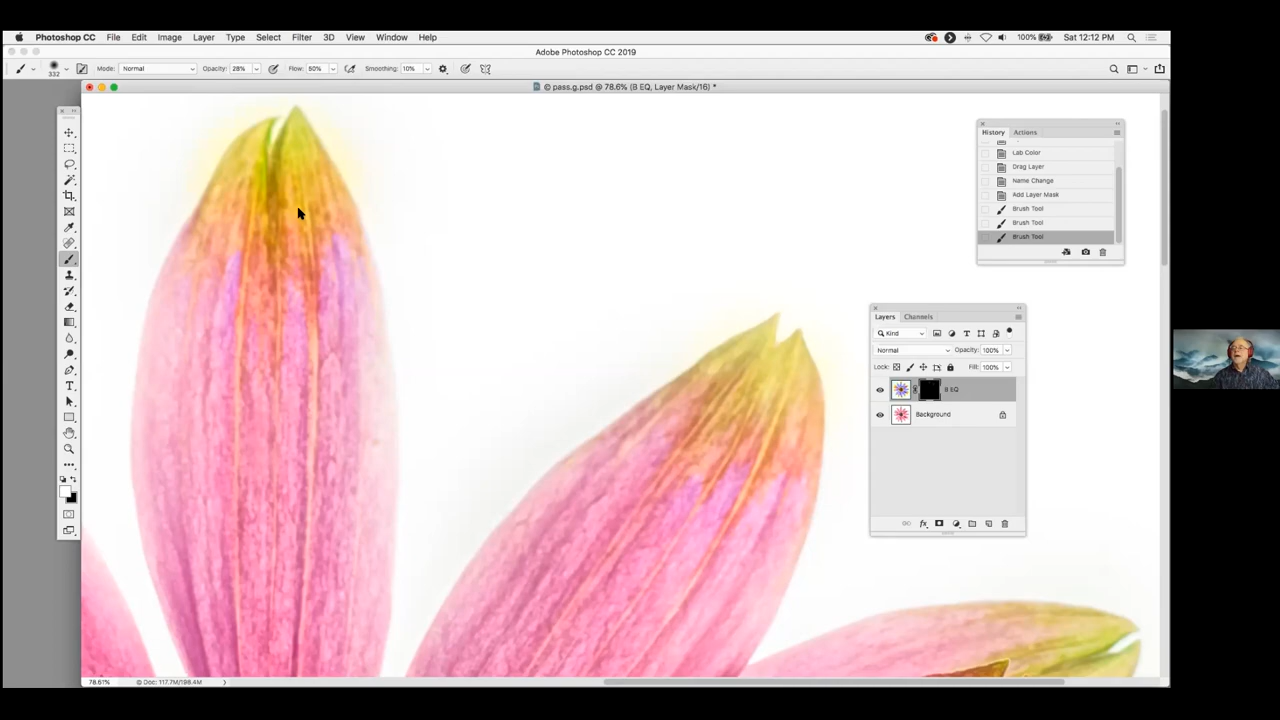 Photoshop CC File Edit Image Layer Type Select Filter 3D View Window Help 100% Sat 12:12 PM
Adobe Photoshop CC 2019
332 Mode: Normal Opacity: 28% Flow: 50% Smoothing: 10%
© pass.g.psd @ 78.6% (B EQ, Layer Mask/16) *
History Actions
Lab Color
Drag Layer
Name Change
Add Layer Mask
Brush Tool
Brush Tool
Brush Tool
Layers Channels
Kind
Normal Opacity: 100%
Lock: Fill: 100%
B EQ
Background
fx
78.61% Doc: 117.7M/198.4M